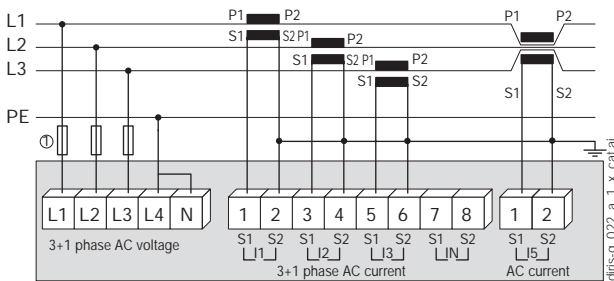 P1 P2 P1 P2
L1
S1 S2 P1 P2
L2
S1 S2 P1 P2
L3
S1 S2 S1 S2
PE
①
L1 L2 L3 L4 N 1 2 3 4 5 6 7 8 1 2
S1 S2 S1 S2 S1 S2 S1 S2 S1 S2
I1 I2 I3 IN I5
3+1 phase AC voltage
3+1 phase AC current
AC current
diris-q_022_a_1_x_cat.ai